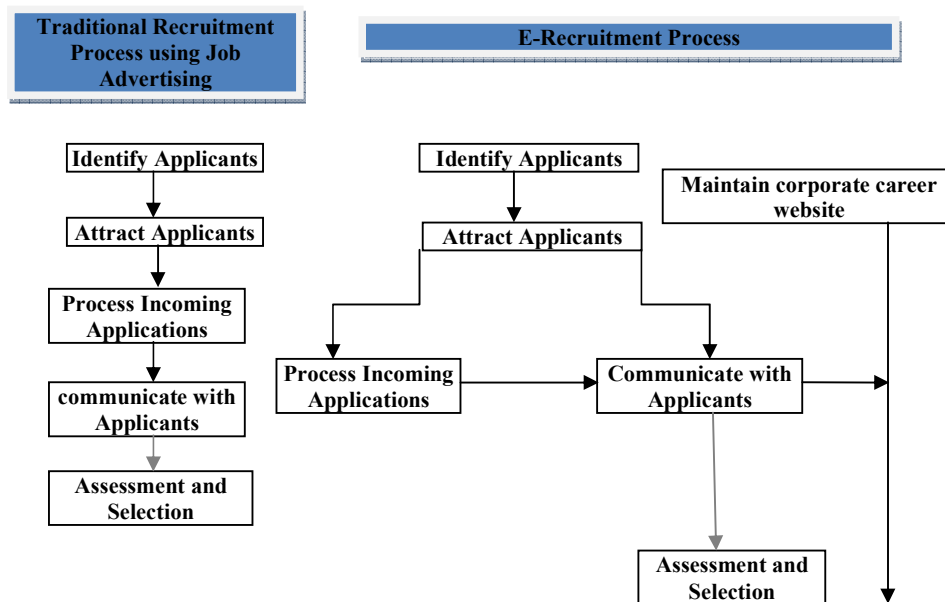 Traditional Recruitment
Process using Job
Advertising
E-Recruitment Process
Identify Applicants
Attract Applicants
Process Incoming
Applications
communicate with
Applicants
Assessment and
Selection
Identify Applicants
Attract Applicants
Maintain corporate career
website
Process Incoming
Applications
Communicate with
Applicants
Assessment and
Selection